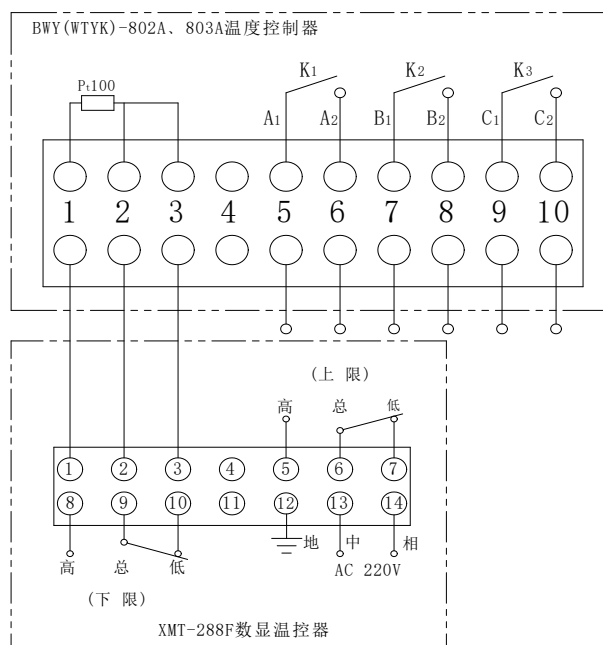 BWY(WTYK)-802A、803A温度控制器
Pt100
K1 K2 K3
A1 A2 B1 B2 C1 C2
1 2 3 4 5 6 7 8 9 10
(上 限)
高 总 低
1 2 3 4 5 6 7
8 9 10 11 12 13 14
地 中 相
高 总 低
AC 220V
(下 限)
XMT-288F数显温控器